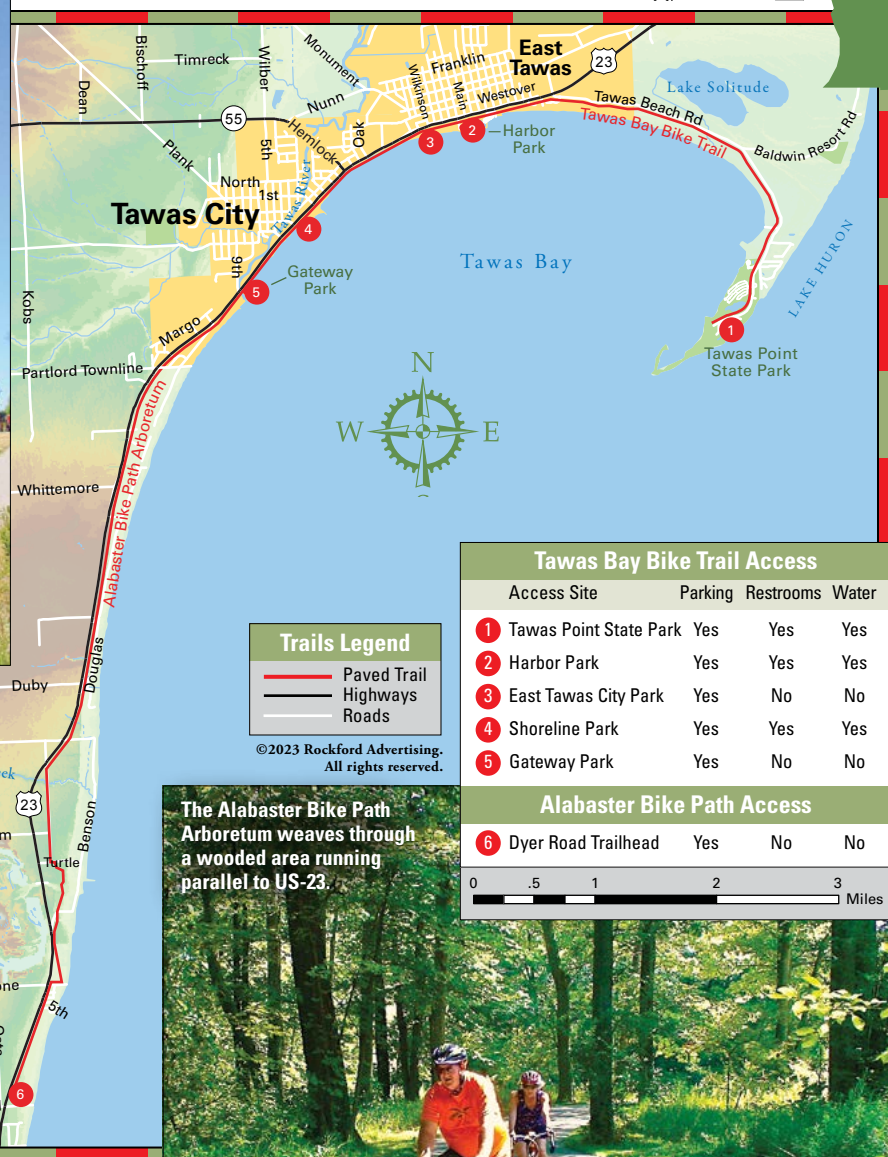 Bischoff
Timreck
Wilber
Monument
Dean
Nunn
Wilkinson
Franklin
Main
Westover
East
Tawas
23
Lake Solitude
Tawas Beach Rd
Tawas Bay Bike Trail
Baldwin Resort Rd
55
Hemlock
Oak
3
2
Harbor
Park
Plank
5th
North
1st
Tawas River
Tawas City
4
9th
Gateway
Park
5
Tawas Bay
LAKE HURON
Kobs
Margo
1
Tawas Point
State Park
Partlord Townline
N
W
E
Alabaster Bike Path Arboretum
Whittemore
Douglas
Duby
23
Benson
Turtle
5th
6
Trails Legend
Paved Trail
Highways
Roads
©2023 Rockford Advertising.
All rights reserved.
Tawas Bay Bike Trail Access
Access Site Parking Restrooms Water
1 Tawas Point State Park Yes Yes Yes
2 Harbor Park Yes Yes Yes
3 East Tawas City Park Yes No No
4 Shoreline Park Yes Yes Yes
5 Gateway Park Yes No No
Alabaster Bike Path Access
6 Dyer Road Trailhead Yes No No
0 .5 1 2 3
Miles
The Alabaster Bike Path
Arboretum weaves through
a wooded area running
parallel to US-23.